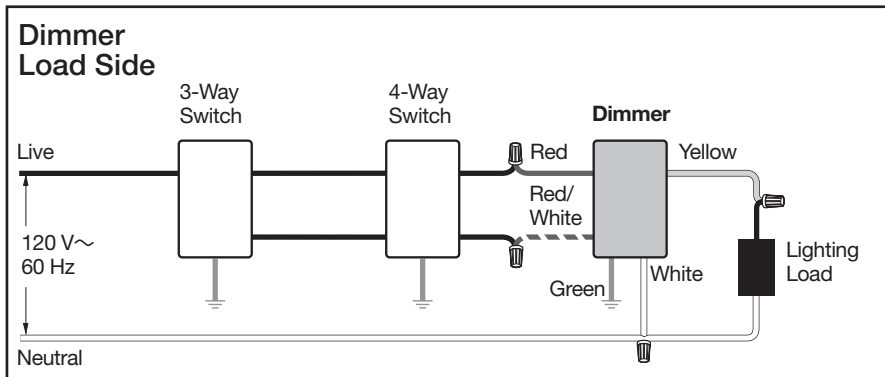 Dimmer
Load Side
3-Way
Switch
4-Way
Switch
Dimmer
Live
Red
Yellow
Red/
White
120 V~
60 Hz
Lighting
Load
Green
White
Neutral